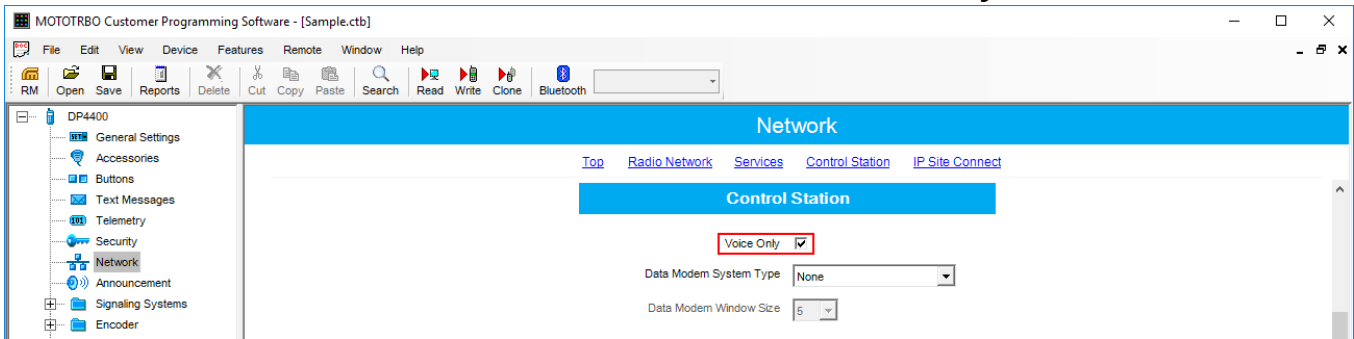 MOTOTRBO Customer Programming Software - [Sample.ctb]
File Edit View Device Features Remote Window Help
RM Open Save Reports Delete Cut Copy Paste Search Read Write Clone Bluetooth
DP4400
General Settings
Accessories
Buttons
Text Messages
Telemetry
Security
Network
Announcement
Signaling Systems
Encoder
Network
Top Radio Network Services Control Station IP Site Connect
Control Station
Voice Only
Data Modem System Type None
Data Modem Window Size 5